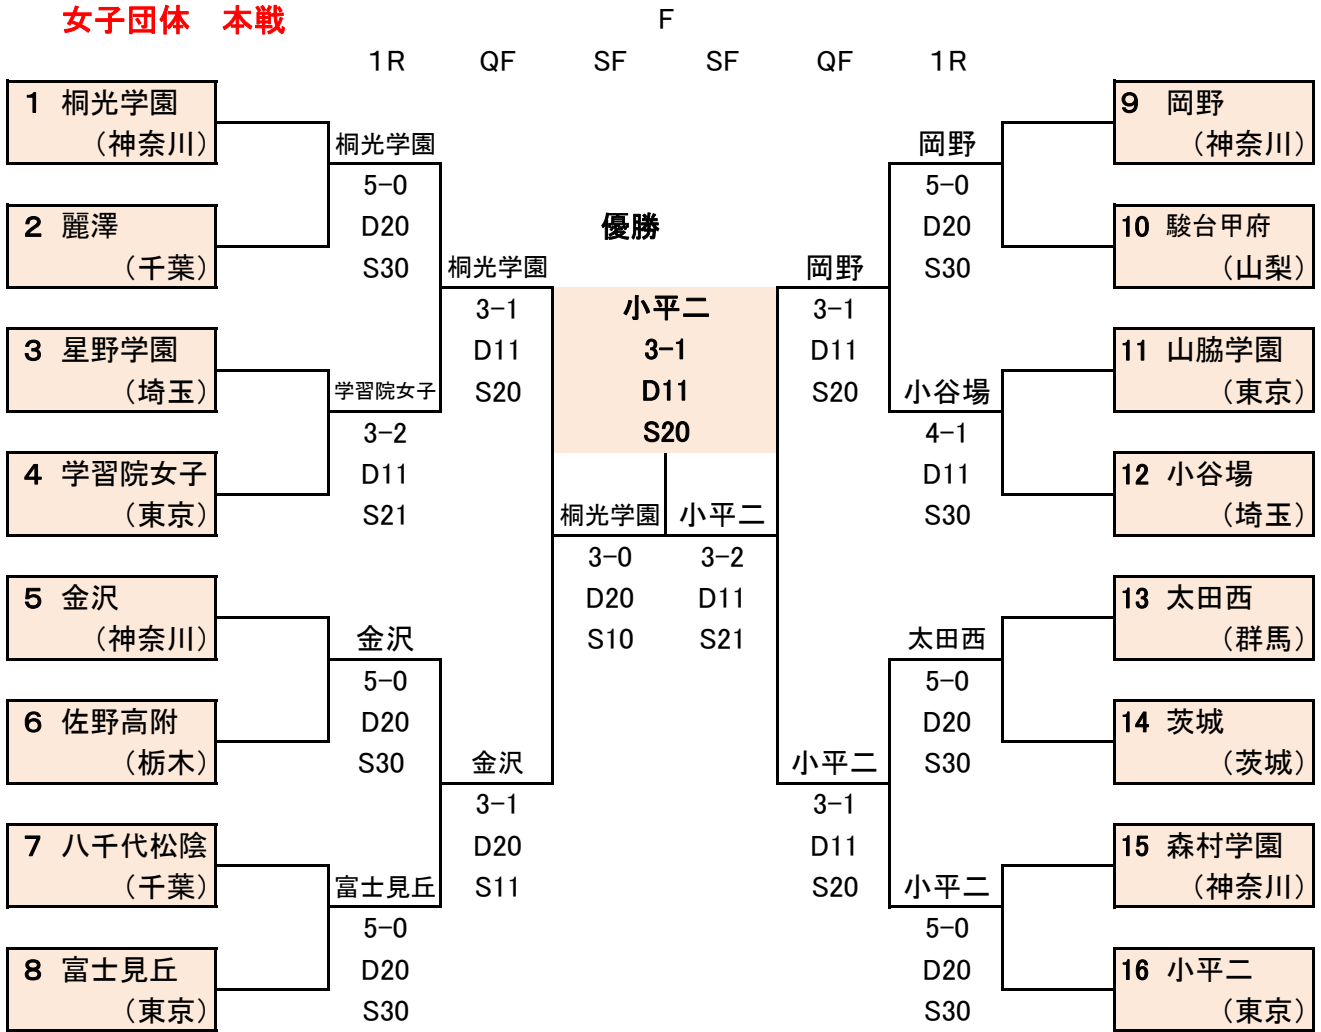 女子団体　本戦
F
1R QF SF SF QF 1R
1 桐光学園
（神奈川）
2 麗澤
（千葉）
3 星野学園
（埼玉）
4 学習院女子
（東京）
5 金沢
（神奈川）
6 佐野高附
（栃木）
7 八千代松陰
（千葉）
8 富士見丘
（東京）
桐光学園
5-0
D20
S30
学習院女子
3-2
D11
S21
金沢
5-0
D20
S30
富士見丘
5-0
D20
S30
桐光学園
3-1
D11
S20
金沢
3-1
D20
S11
桐光学園
3-0
D20
S10
優勝
小平二
3-1
D11
S20
小平二
3-2
D11
S21
岡野
3-1
D11
S20
小平二
3-1
D11
S20
岡野
5-0
D20
S30
小谷場
4-1
D11
S30
太田西
5-0
D20
S30
小平二
5-0
D20
S30
9 岡野
（神奈川）
10 駿台甲府
（山梨）
11 山脇学園
（東京）
12 小谷場
（埼玉）
13 太田西
（群馬）
14 茨城
（茨城）
15 森村学園
（神奈川）
16 小平二
（東京）